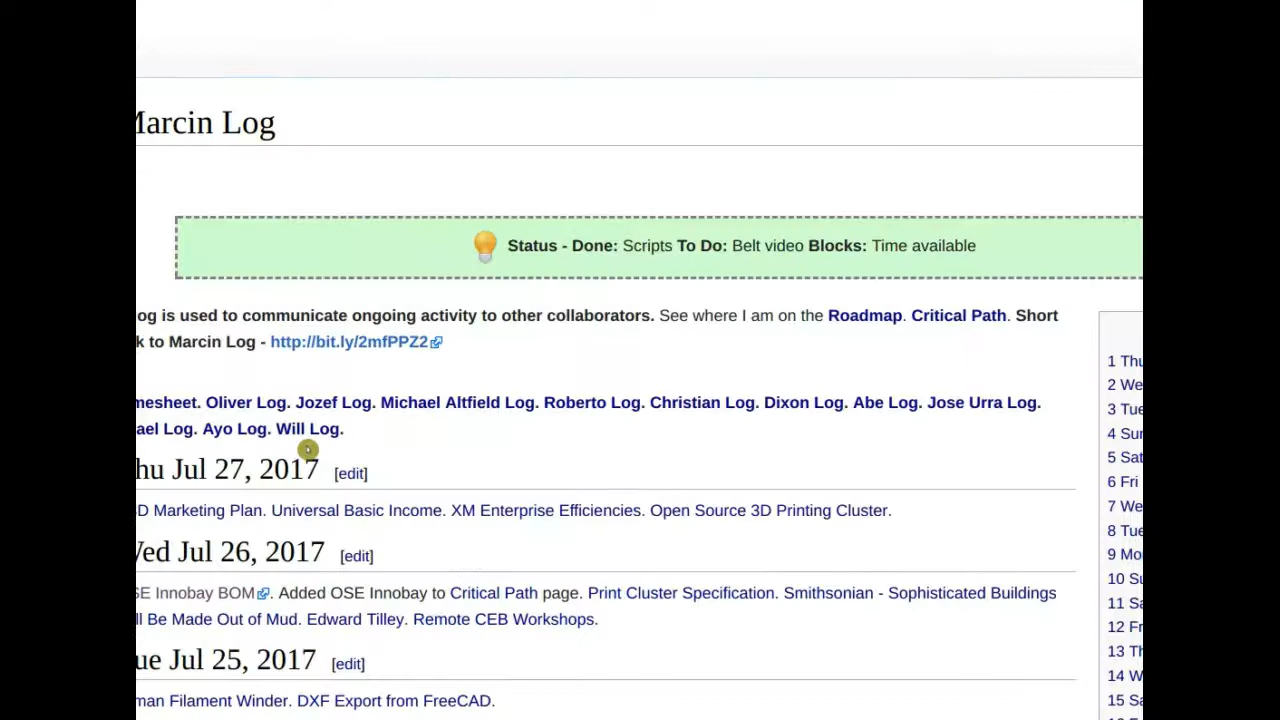 Marcin Log
Status - Done: Scripts To Do: Belt video Blocks: Time available
og is used to communicate ongoing activity to other collaborators. See where I am on the Roadmap. Critical Path. Short
k to Marcin Log - http://bit.ly/2mfPPZ2
mesheet. Oliver Log. Jozef Log. Michael Altfield Log. Roberto Log. Christian Log. Dixon Log. Abe Log. Jose Urra Log.
ael Log. Ayo Log. Will Log.
hu Jul 27, 2017 [edit]
D Marketing Plan. Universal Basic Income. XM Enterprise Efficiencies. Open Source 3D Printing Cluster.
Wed Jul 26, 2017 [edit]
SE Innobay BOM. Added OSE Innobay to Critical Path page. Print Cluster Specification. Smithsonian - Sophisticated Buildings
ll Be Made Out of Mud. Edward Tilley. Remote CEB Workshops.
ue Jul 25, 2017 [edit]
man Filament Winder. DXF Export from FreeCAD.
1 Thu
2 We
3 Tue
4 Sun
5 Sat
6 Fri
7 We
8 Tue
9 Mo
10 Su
11 Sa
12 Fr
13 Th
14 W
15 Sa